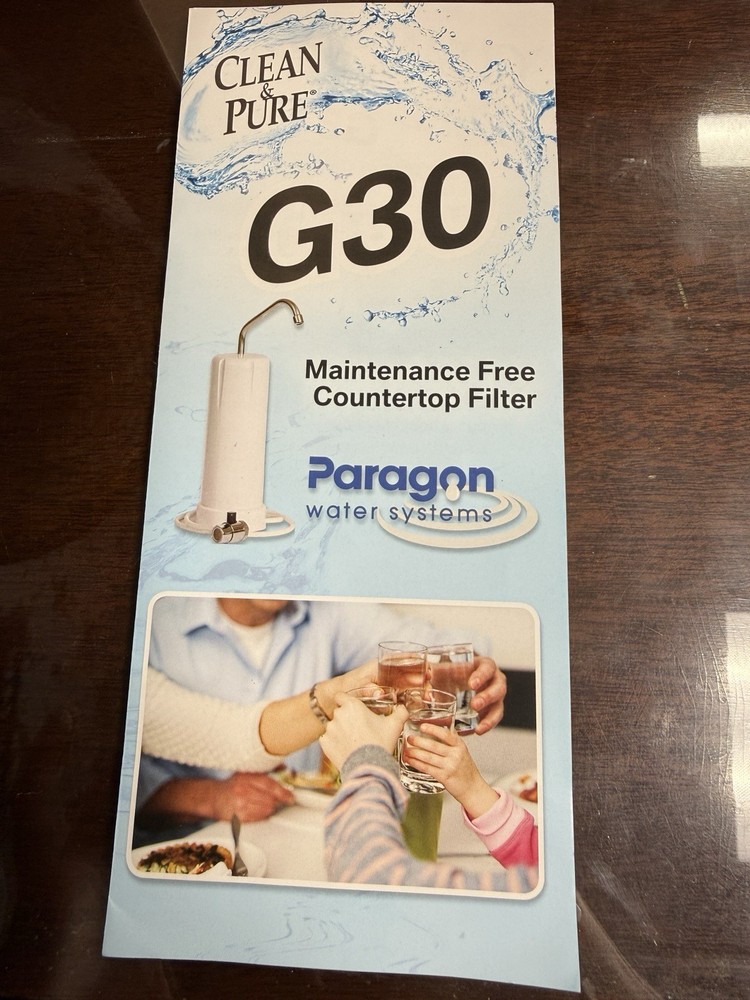 CLEAN
&
PURE®
G30
Maintenance Free
Countertop Filter
Paragon
water systems